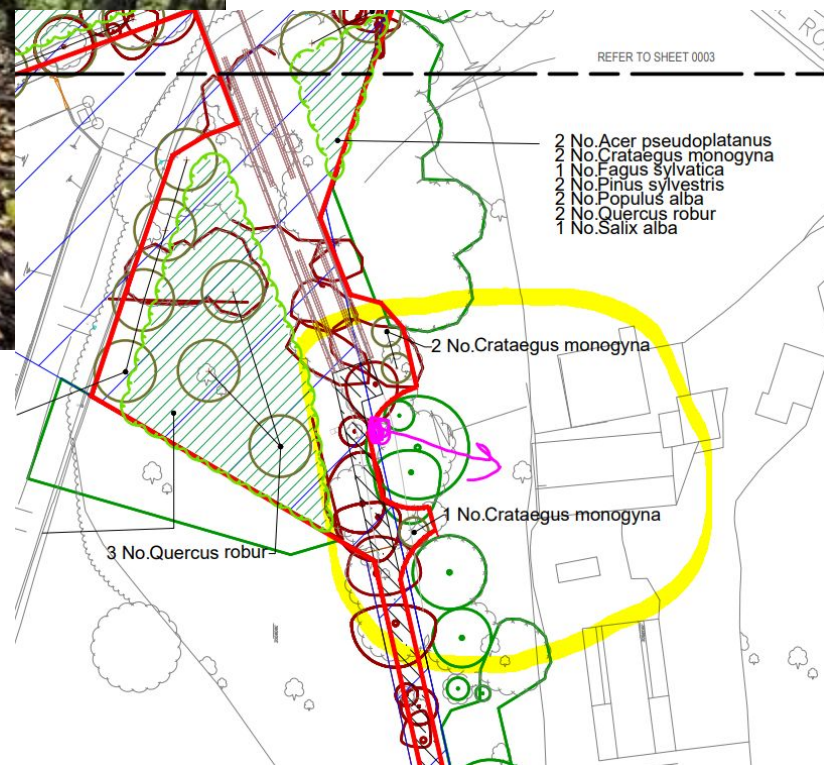 REFER TO SHEET 0003
2 No.Acer pseudoplatanus
2 No.Crataegus monogyna
1 No.Fagus sylvatica
2 No.Pinus sylvestris
2 No.Populus alba
2 No.Quercus robur
1 No.Salix alba
2 No.Crataegus monogyna
1 No.Crataegus monogyna
3 No.Quercus robur